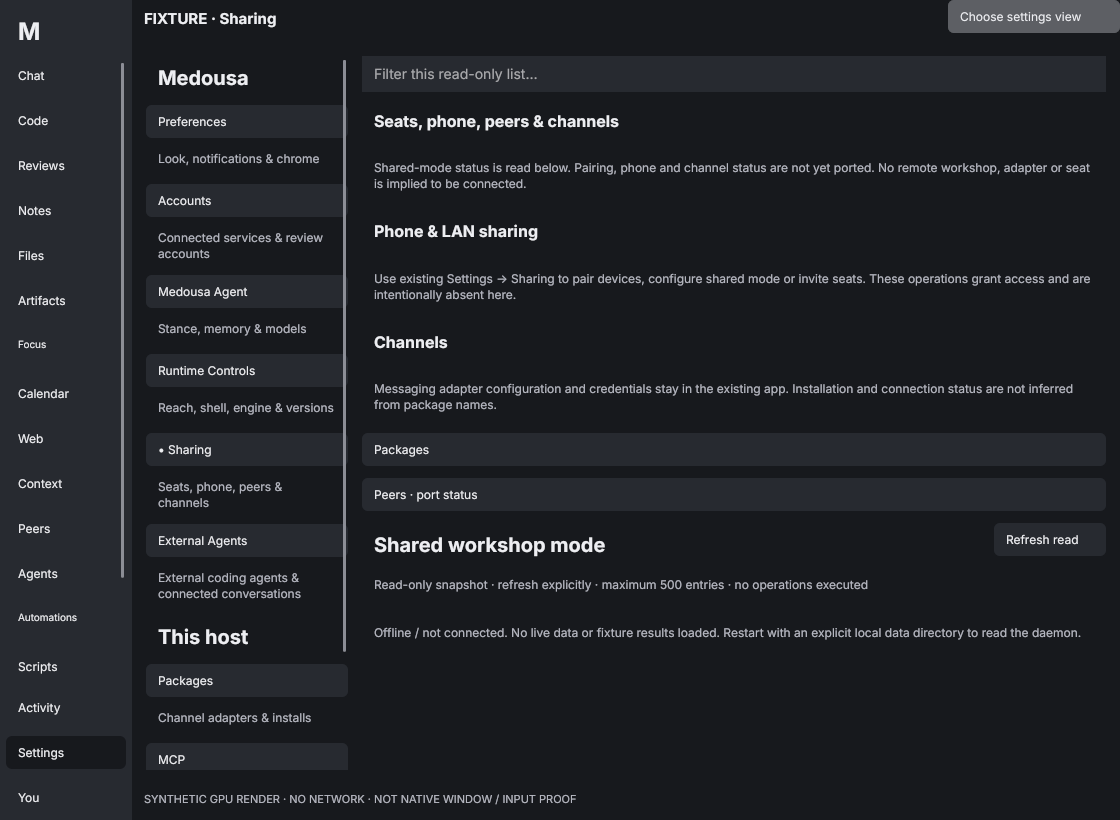 M
Chat
Code
Reviews
Notes
Files
Artifacts
Focus
Calendar
Web
Context
Peers
Agents
Automations
Scripts
Activity
Settings
You
FIXTURE · Sharing
Choose settings view
Medousa
Preferences
Look, notifications & chrome
Accounts
Connected services & review
accounts
Medousa Agent
Stance, memory & models
Runtime Controls
Reach, shell, engine & versions
• Sharing
Seats, phone, peers &
channels
External Agents
External coding agents &
connected conversations
This host
Packages
Channel adapters & installs
MCP
Filter this read-only list...
Seats, phone, peers & channels
Shared-mode status is read below. Pairing, phone and channel status are not yet ported. No remote workshop, adapter or seat
is implied to be connected.
Phone & LAN sharing
Use existing Settings → Sharing to pair devices, configure shared mode or invite seats. These operations grant access and are
intentionally absent here.
Channels
Messaging adapter configuration and credentials stay in the existing app. Installation and connection status are not inferred
from package names.
Packages
Peers · port status
Shared workshop mode
Refresh read
Read-only snapshot · refresh explicitly · maximum 500 entries · no operations executed
Offline / not connected. No live data or fixture results loaded. Restart with an explicit local data directory to read the daemon.
SYNTHETIC GPU RENDER · NO NETWORK · NOT NATIVE WINDOW / INPUT PROOF